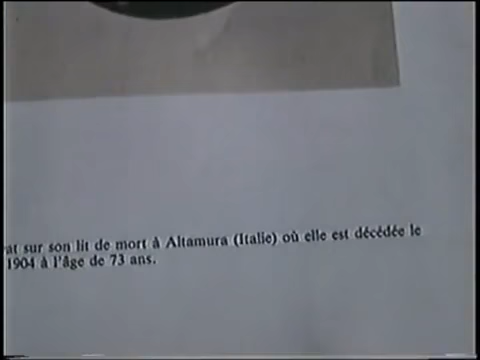 sur son lit de mort à Altamura (Italie) où elle est décédée le
1904 à l'âge de 73 ans.